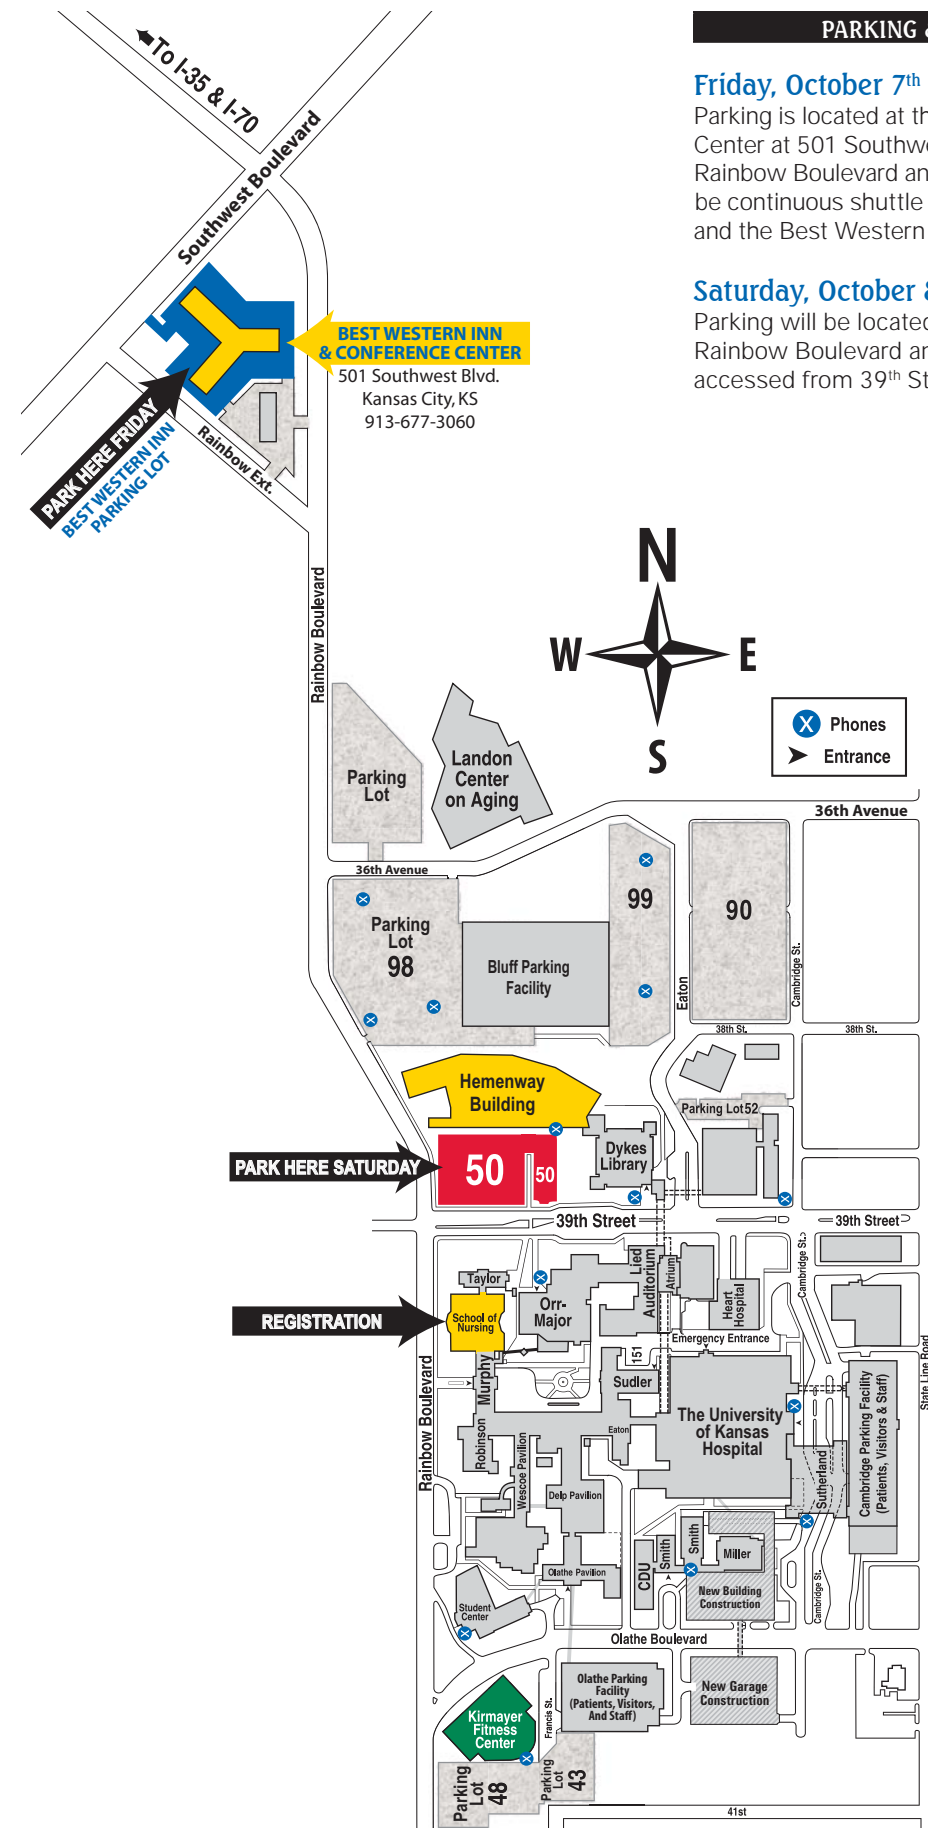 PARKING &
Friday, October 7th
Parking is located at th
Center at 501 Southwe
Rainbow Boulevard an
be continuous shuttle
and the Best Western
Saturday, October 8
Parking will be located
Rainbow Boulevard an
accessed from 39th St
To I-35 & I-70
Southwest Boulevard
BEST WESTERN INN
& CONFERENCE CENTER
501 Southwest Blvd.
Kansas City, KS
913-677-3060
PARK HERE FRIDAY
BEST WESTERN INN
PARKING LOT
Rainbow Ext.
Rainbow Boulevard
N
W
E
S
X Phones
Entrance
Parking
Lot
Landon
Center
on Aging
36th Avenue
36th Avenue
Parking
Lot
98
Bluff Parking
Facility
99
90
Eaton
Cambridge St.
38th St.
38th St.
Hemenway
Building
Parking Lot 52
Dykes
Library
PARK HERE SATURDAY
50
50
39th Street
39th Street
Taylor
School of
Nursing
REGISTRATION
Orr-
Major
Lied
Auditorium
Atrium
Heart
Hospital
Cambridge St.
Emergency Entrance
151
Murphy
Sudler
Rainbow Boulevard
Robinson
Wescoe Pavilion
Eaton
The University
of Kansas
Hospital
Sutherland
Cambridge Parking Facility
(Patients, Visitors & Staff)
State Line Road
Delp Pavilion
Olathe Pavilion
CDU
Smith
Smith
Miller
New Building
Construction
Cambridge St.
Student
Center
Olathe Boulevard
Kirmayer
Fitness
Center
Francis St.
Olathe Parking
Facility
(Patients, Visitors,
And Staff)
New Garage
Construction
Parking
Lot
48
Parking
Lot
43
41st